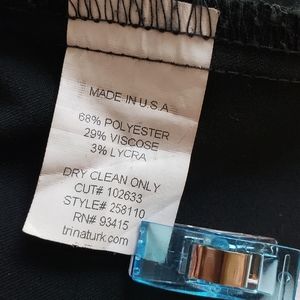 MADE IN U.S.A
68% POLYESTER
29% VISCOSE
3% LYCRA
DRY CLEAN ONLY
CUT# 102633
STYLE# 258110
RN# 93415
trinaturk.com